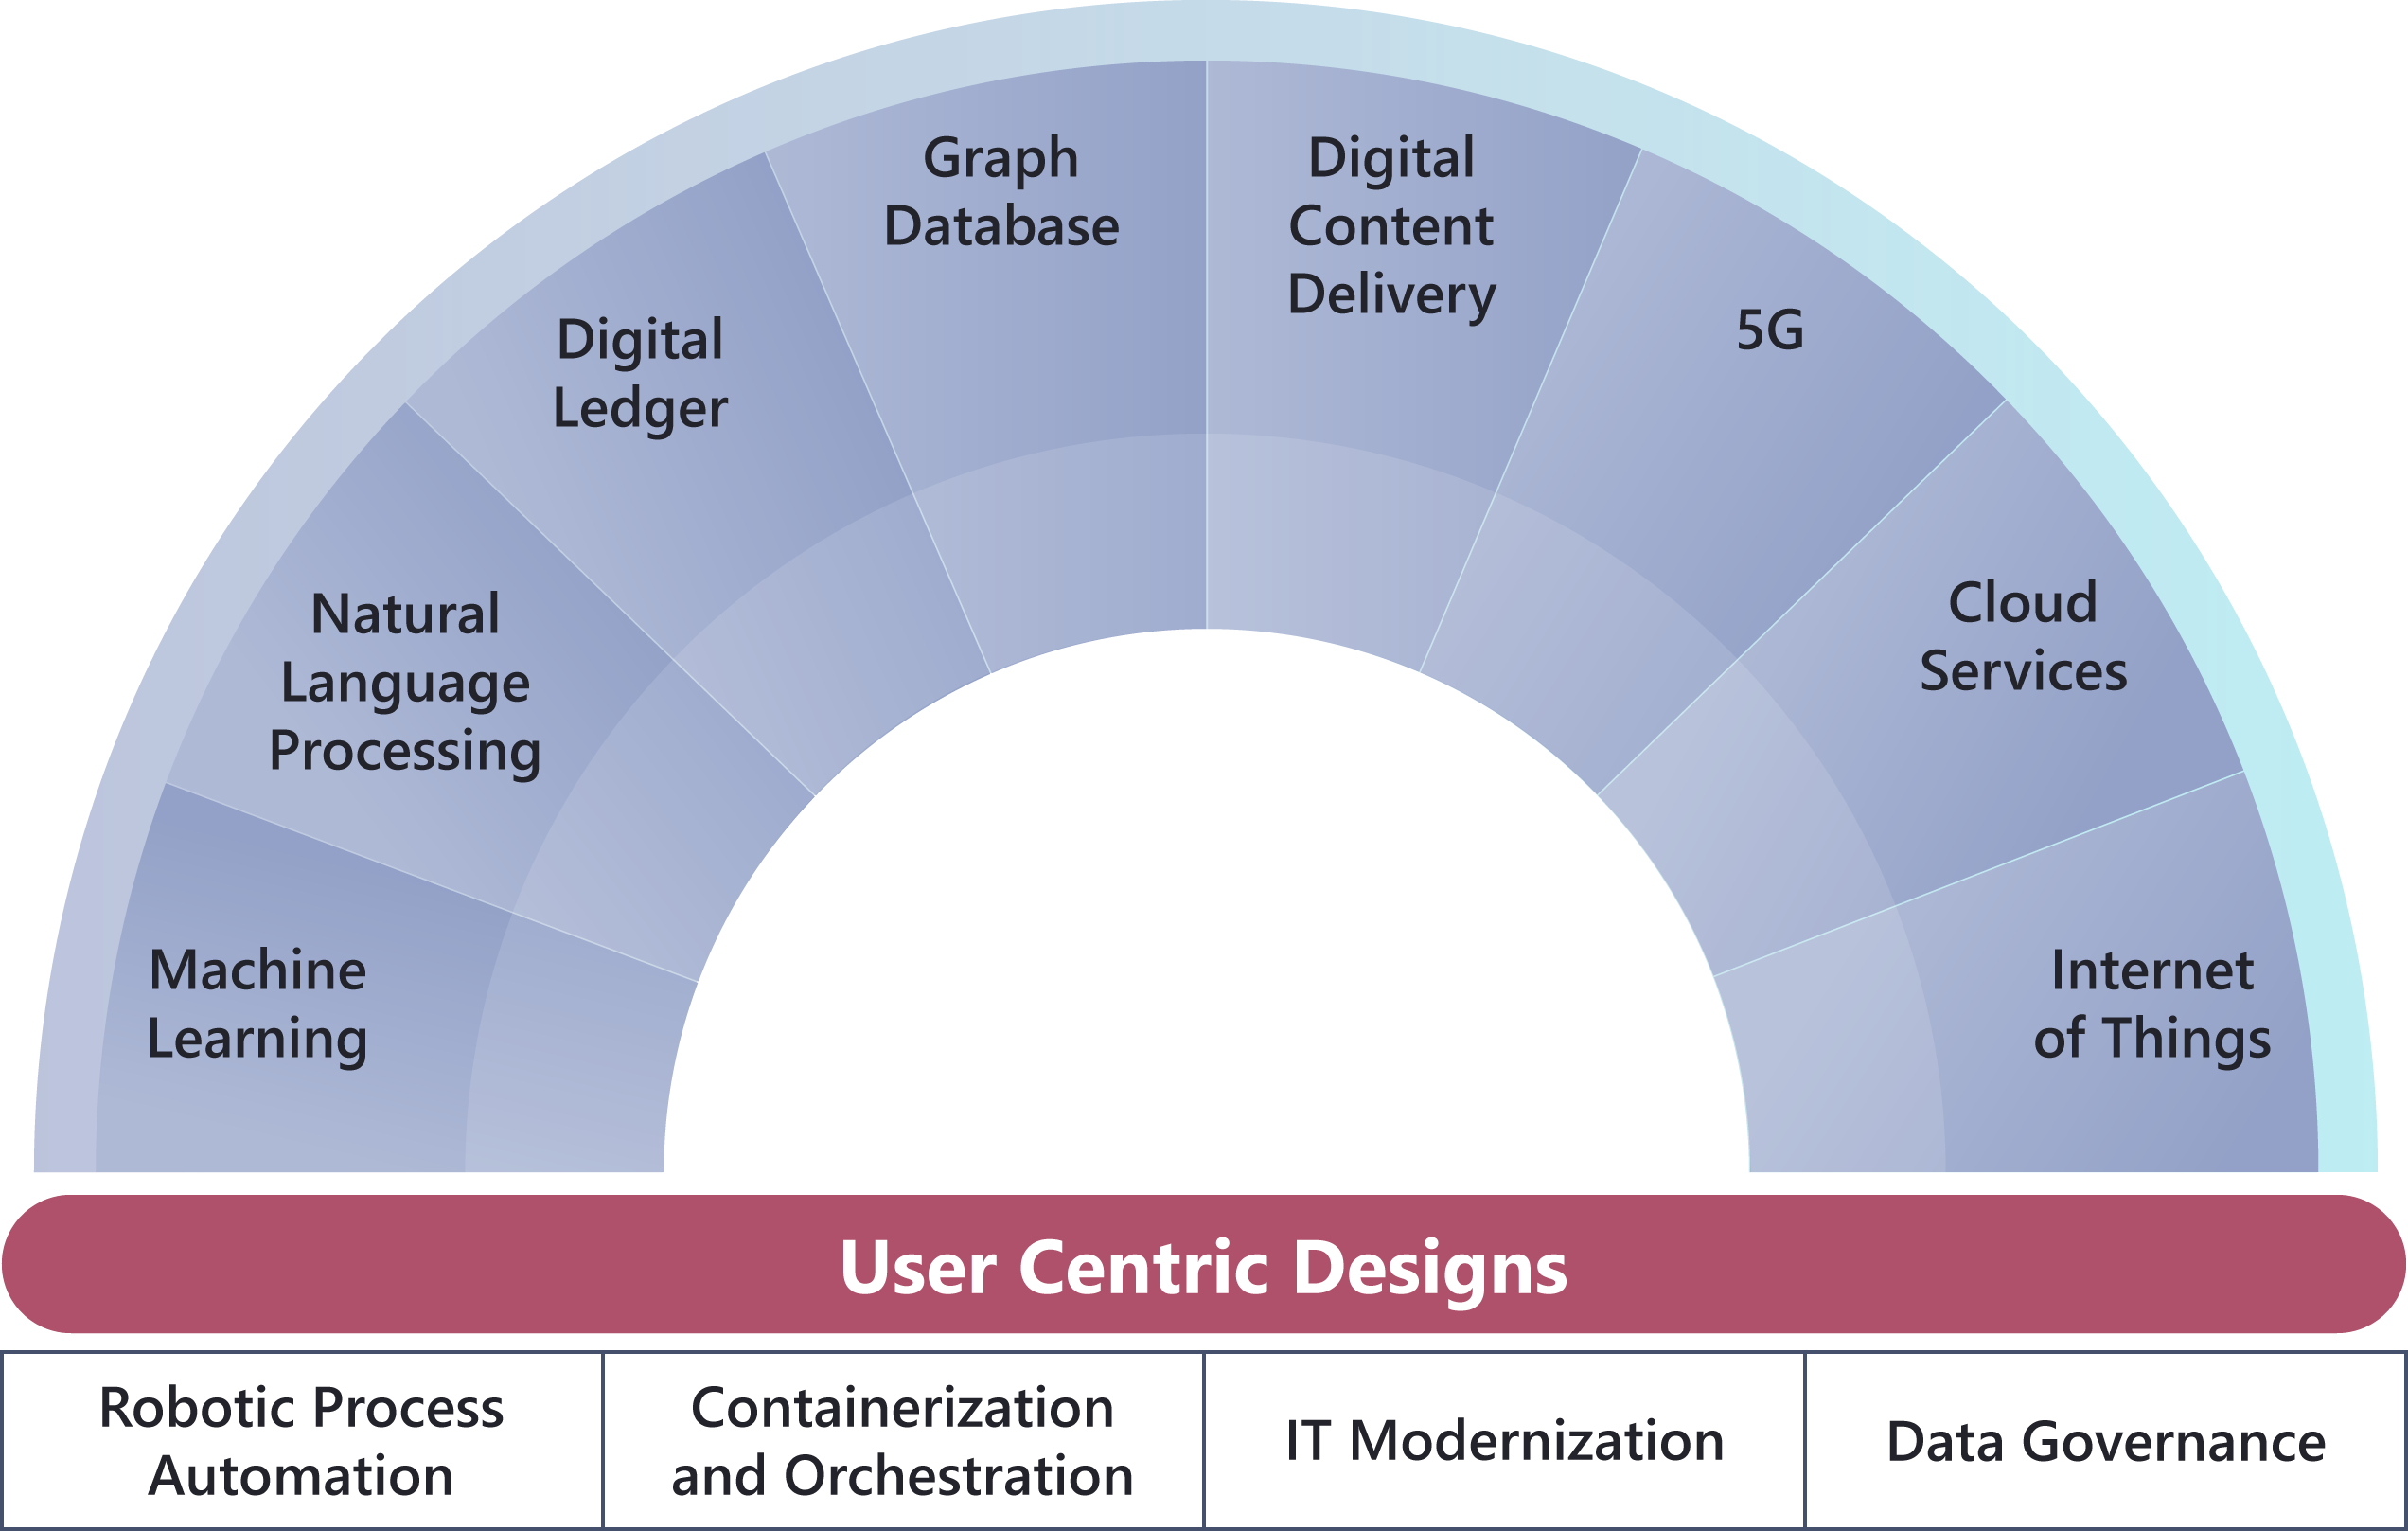 Machine
Learning
Natural
Language
Processing
Digital
Ledger
Graph
Database
Digital
Content
Delivery
5G
Cloud
Services
Internet
of Things
User Centric Designs
Robotic Process
Automation
Containerization
and Orchestration
IT Modernization
Data Governance